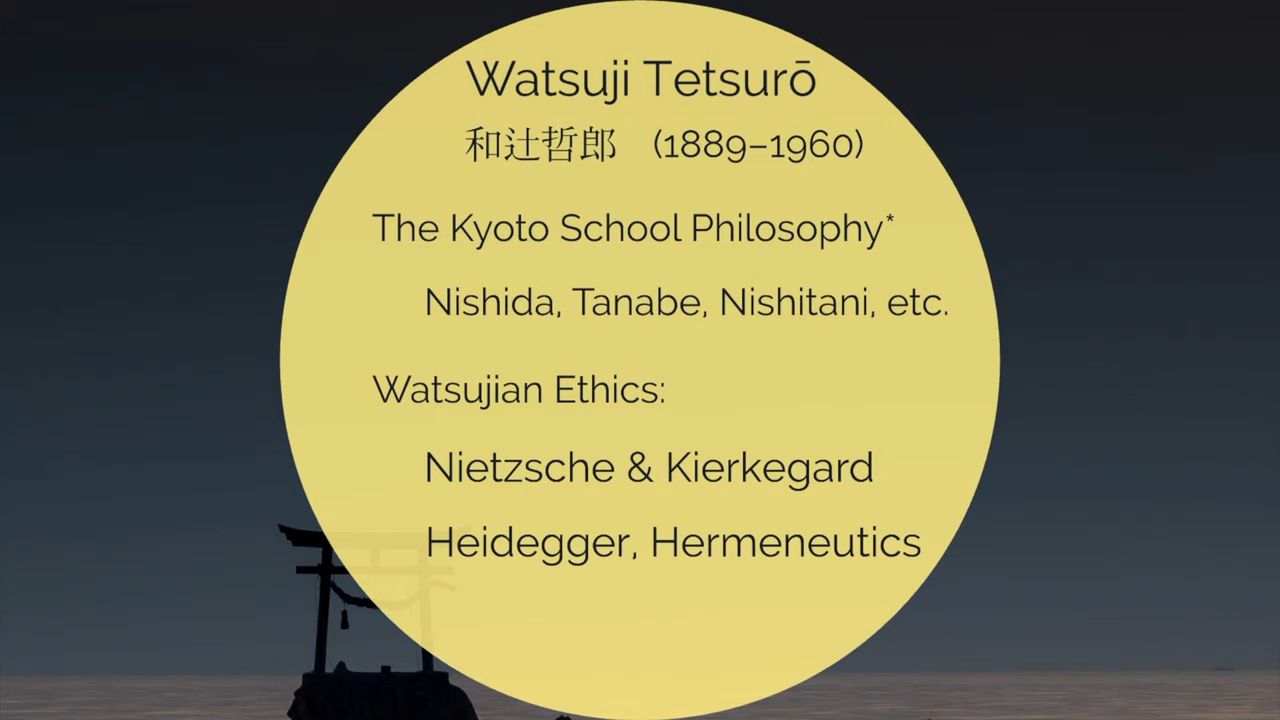 Watsuji Tetsurō
和辻哲郎 (1889–1960)
The Kyoto School Philosophy*
Nishida, Tanabe, Nishitani, etc.
Watsujian Ethics:
Nietzsche & Kierkegard
Heidegger, Hermeneutics